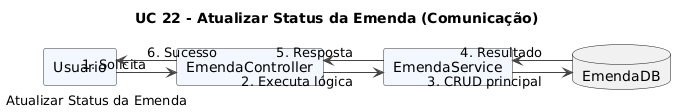 UC 22 - Atualizar Status da Emenda (Comunicação)
6. Sucesso
5. Resposta
4. Resultado
Usuário
1. Solicita
EmendaController
EmendaService
EmendaDB
2. Executa lógica
3. CRUD principal
Atualizar Status da Emenda